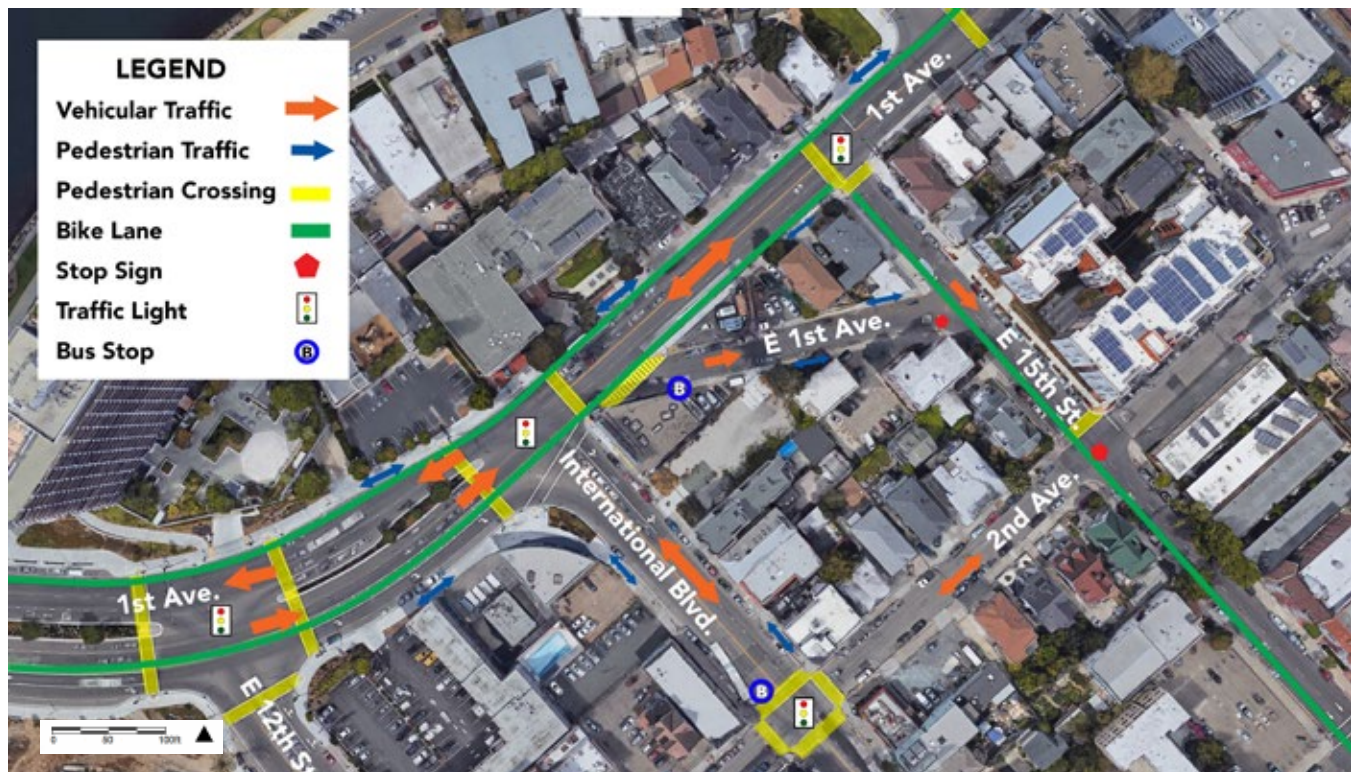 LEGEND
Vehicular Traffic
Pedestrian Traffic
Pedestrian Crossing
Bike Lane
Stop Sign
Traffic Light
Bus Stop
B
1st Ave.
E 1st Ave.
B
E 15th St.
International Blvd.
2nd Ave.
1st Ave.
B
E 12th St
0 50 100ft